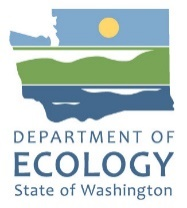 DEPARTMENT OF
ECOLOGY
State of Washington